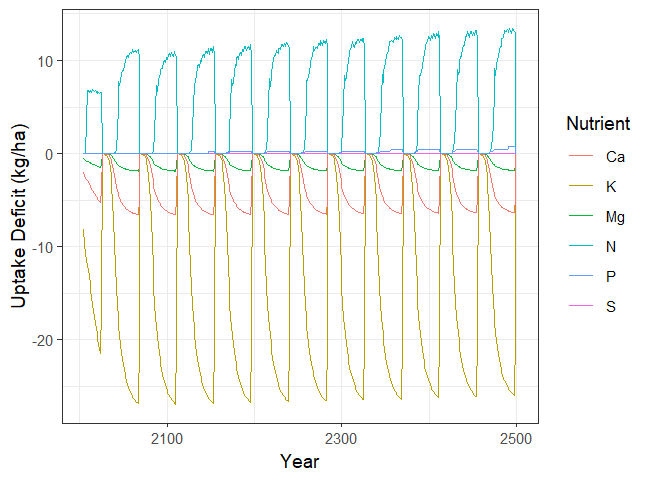 10
0
-10
-20
Uptake Deficit (kg/ha)
2100
2300
2500
Year
Nutrient
Ca
K
Mg
N
P
S